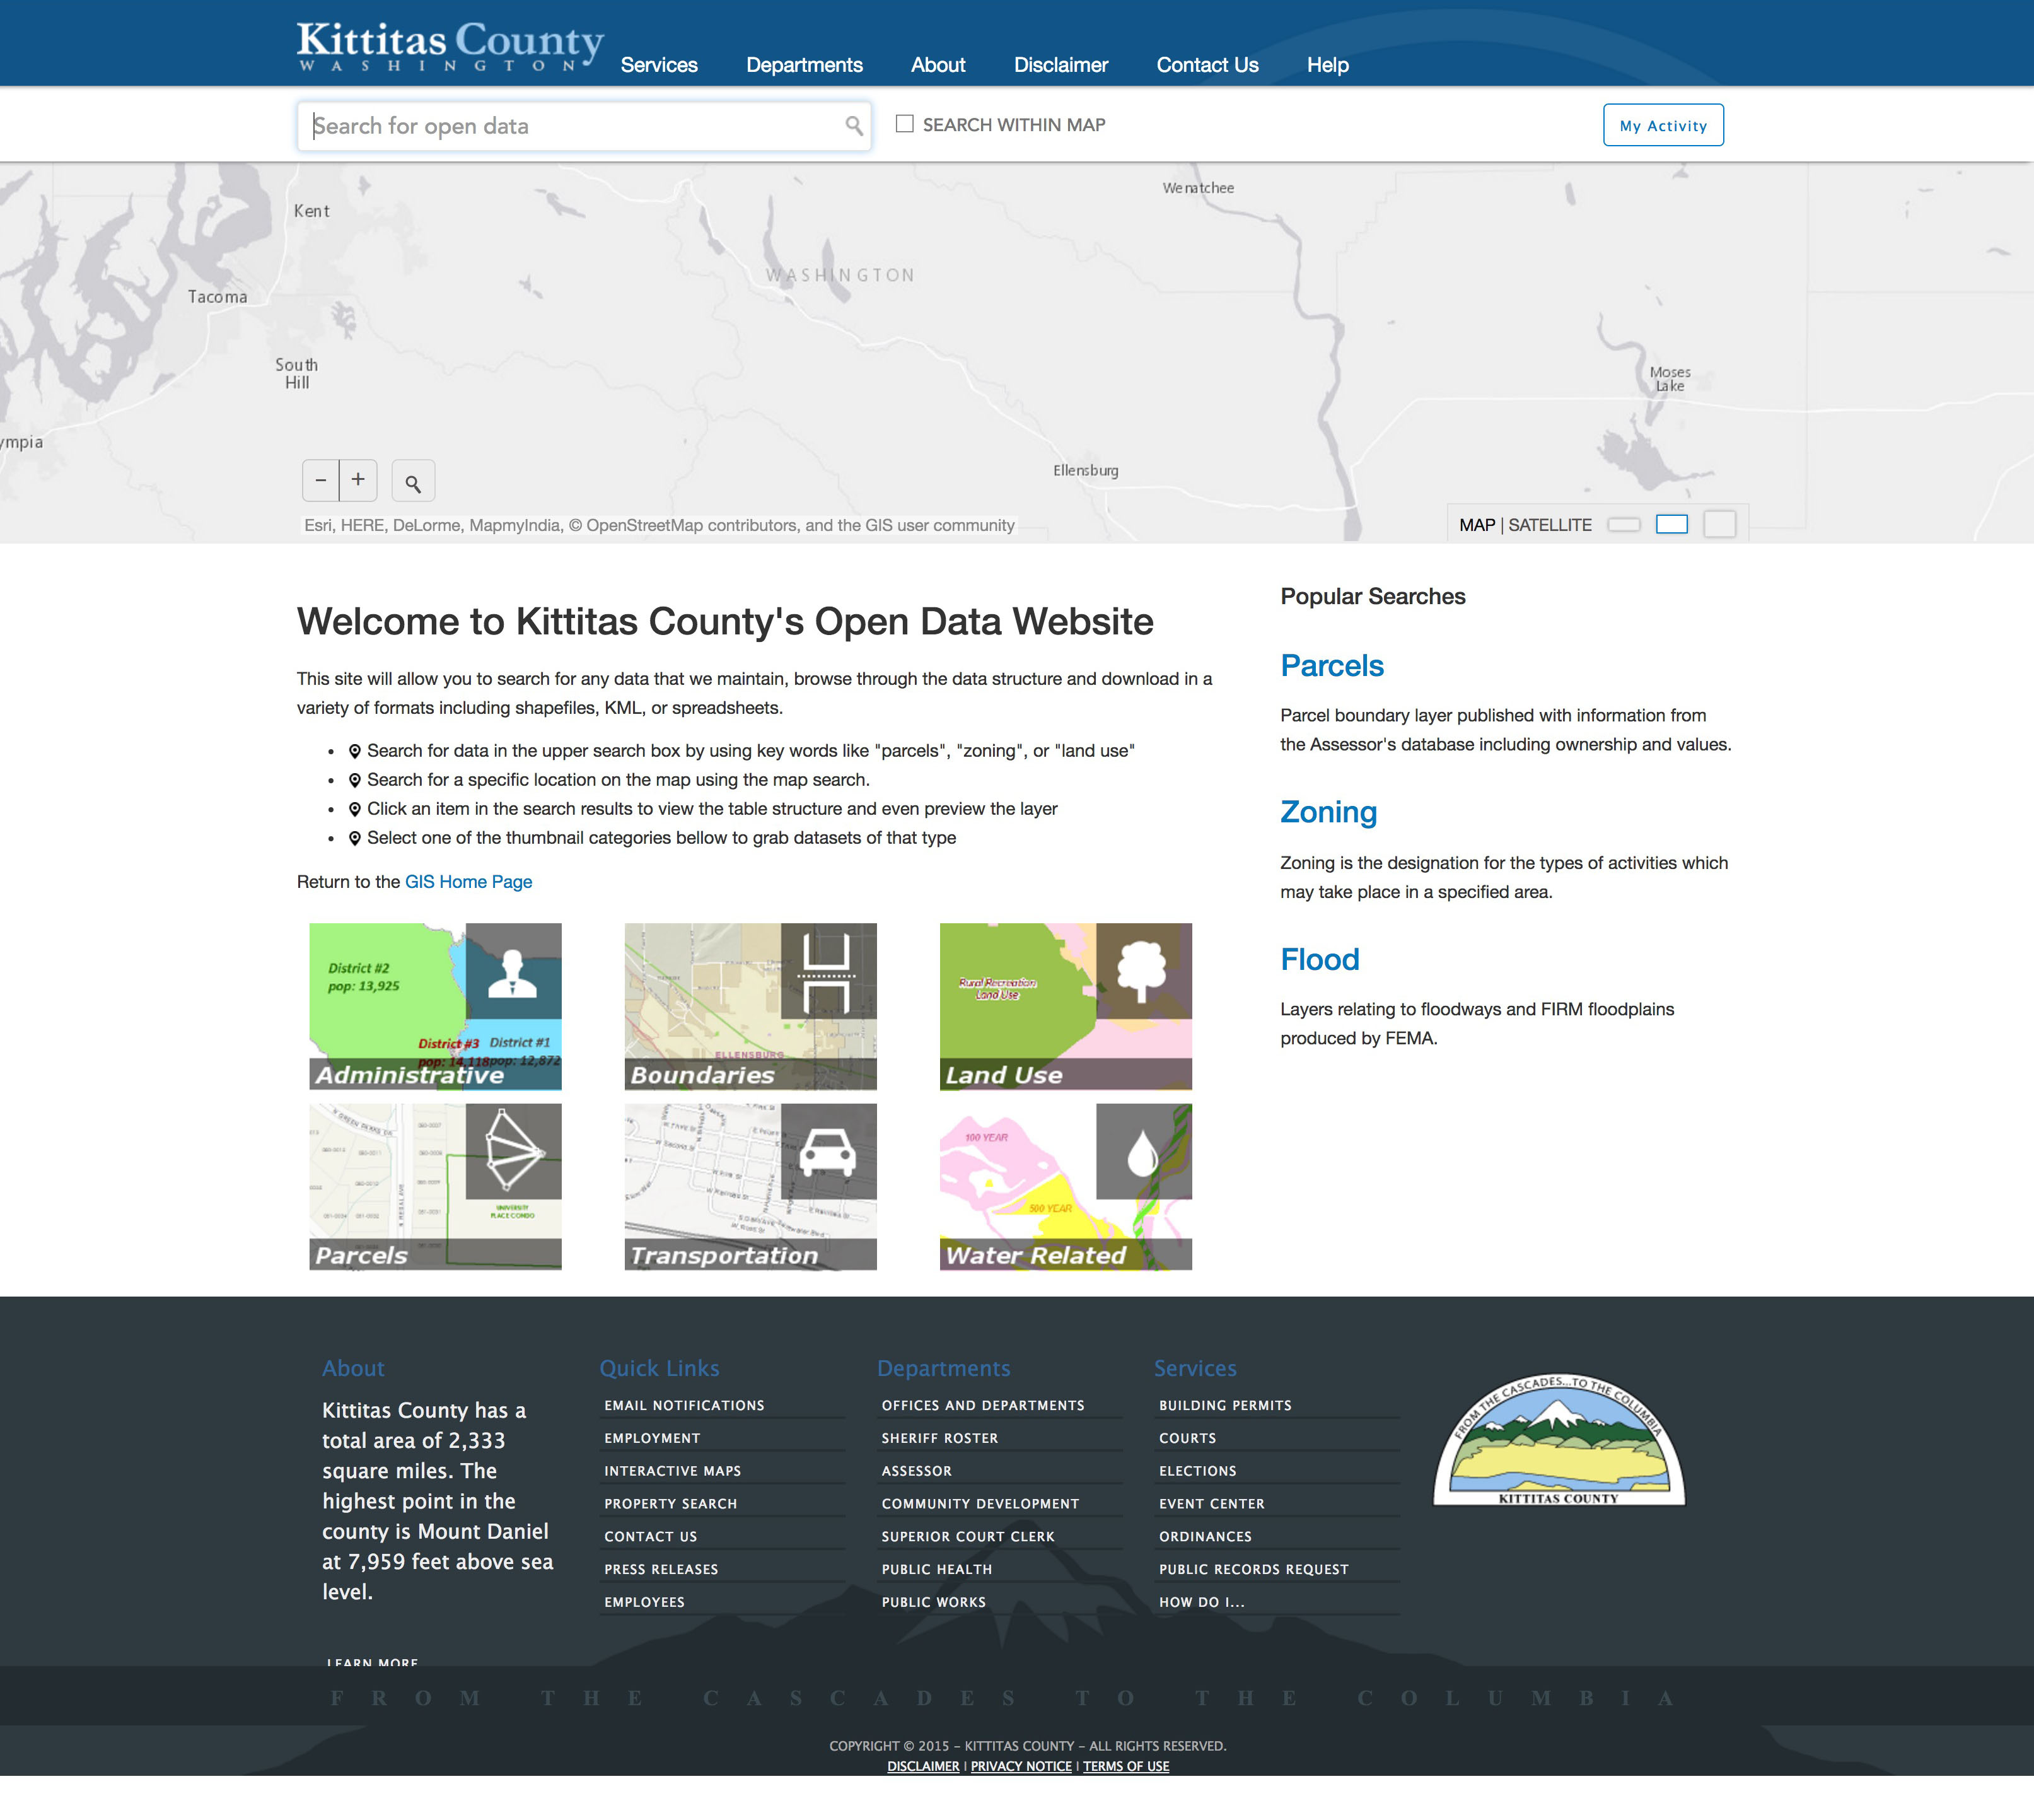 Kittitas County
WASHINGTON
Services
Departments
About
Disclaimer
Contact Us
Help
Search for open data
SEARCH WITHIN MAP
My Activity
Wenatchee
Kent
WASHINGTON
Tacoma
South
Hill
Moses
Lake
ympia
Ellensburg
− +
Esri, HERE, DeLorme, MapmyIndia, © OpenStreetMap contributors, and the GIS user community
MAP | SATELLITE
Welcome to Kittitas County's Open Data Website
This site will allow you to search for any data that we maintain, browse through the data structure and download in a
variety of formats including shapefiles, KML, or spreadsheets.
• Search for data in the upper search box by using key words like "parcels", "zoning", or "land use"
• Search for a specific location on the map using the map search.
• Click an item in the search results to view the table structure and even preview the layer
• Select one of the thumbnail categories bellow to grab datasets of that type
Return to the GIS Home Page
District #2
pop: 13,925
District #3
pop: 14,118
District #1
pop: 12,872
Administrative
ELLENSBURG
Boundaries
Rural Recreation
Land Use
Land Use
UNIVERSITY
PLACE CONDO
Parcels
Transportation
100 YEAR
500 YEAR
Water Related
Popular Searches
Parcels
Parcel boundary layer published with information from
the Assessor's database including ownership and values.
Zoning
Zoning is the designation for the types of activities which
may take place in a specified area.
Flood
Layers relating to floodways and FIRM floodplains
produced by FEMA.
About
Kittitas County has a
total area of 2,333
square miles. The
highest point in the
county is Mount Daniel
at 7,959 feet above sea
level.
LEARN MORE
Quick Links
EMAIL NOTIFICATIONS
EMPLOYMENT
INTERACTIVE MAPS
PROPERTY SEARCH
CONTACT US
PRESS RELEASES
EMPLOYEES
Departments
OFFICES AND DEPARTMENTS
SHERIFF ROSTER
ASSESSOR
COMMUNITY DEVELOPMENT
SUPERIOR COURT CLERK
PUBLIC HEALTH
PUBLIC WORKS
Services
BUILDING PERMITS
COURTS
ELECTIONS
EVENT CENTER
ORDINANCES
PUBLIC RECORDS REQUEST
HOW DO I...
FROM THE CASCADES...TO THE COLUMBIA
KITTITAS COUNTY
FROM THE CASCADES TO THE COLUMBIA
COPYRIGHT © 2015 – KITTITAS COUNTY – ALL RIGHTS RESERVED.
DISCLAIMER | PRIVACY NOTICE | TERMS OF USE